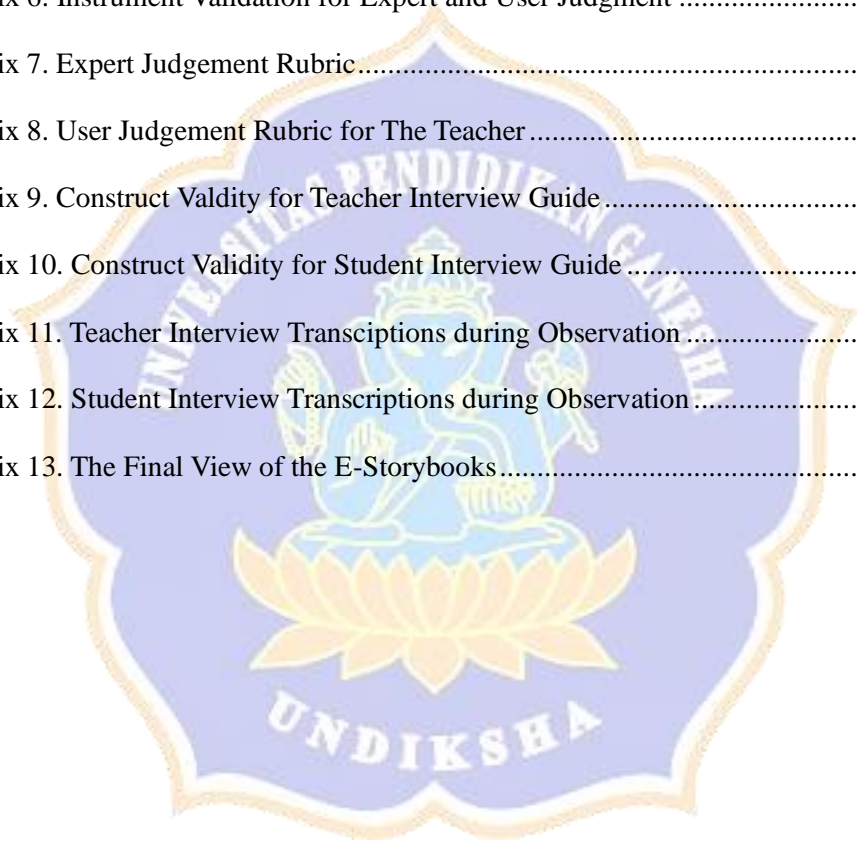 ix 6. Instrument Validation for Expert and User Judgment ........................
ix 7. Expert Judgement Rubric...................................................................
ix 8. User Judgement Rubric for The Teacher ............................................
ix 9. Construct Valdity for Teacher Interview Guide ..................................
ix 10. Construct Validity for Student Interview Guide ...............................
ix 11. Teacher Interview Transciptions during Observation .......................
ix 12. Student Interview Transcriptions during Observation ......................
ix 13. The Final View of the E-Storybooks................................................
UNIVERSITAS PENDIDIKAN GANESHA
UNDIKSHA